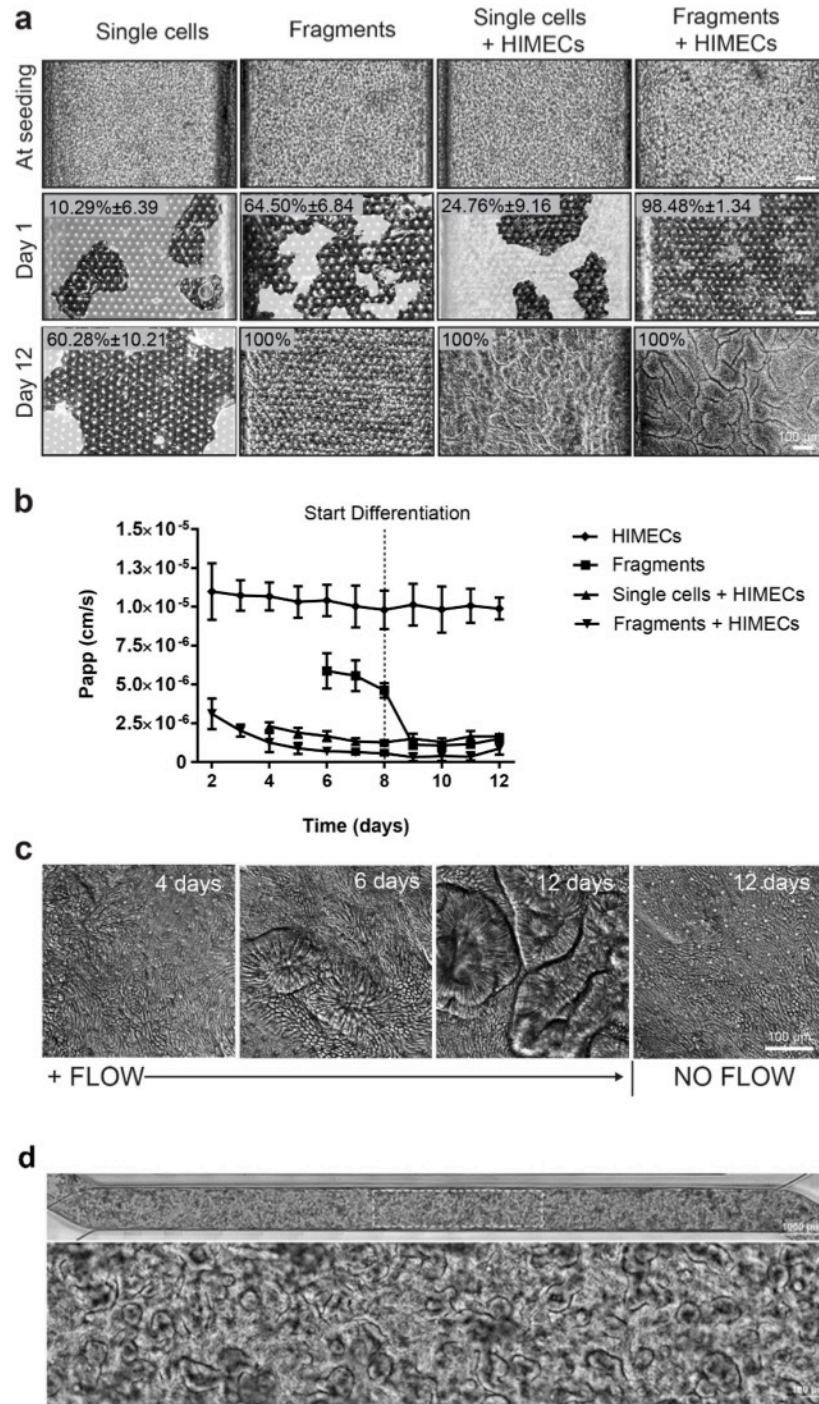 a
Single cells
Fragments
Single cells
+ HIMECs
Fragments
+ HIMECs
At seeding
Day 1
10.29%±6.39
64.50%±6.84
24.76%±9.16
98.48%±1.34
Day 12
60.28%±10.21
100%
100%
100%
100 µm
b
Start Differentiation
1.5×10⁻⁵
1.3×10⁻⁵
1.0×10⁻⁵
7.5×10⁻⁶
5.0×10⁻⁶
2.5×10⁻⁶
0
Papp (cm/s)
2 4 6 8 10 12
Time (days)
HIMECs
Fragments
Single cells + HIMECs
Fragments + HIMECs
c
4 days
6 days
12 days
12 days
100 µm
+ FLOW
NO FLOW
d
1000 µm
100 µm